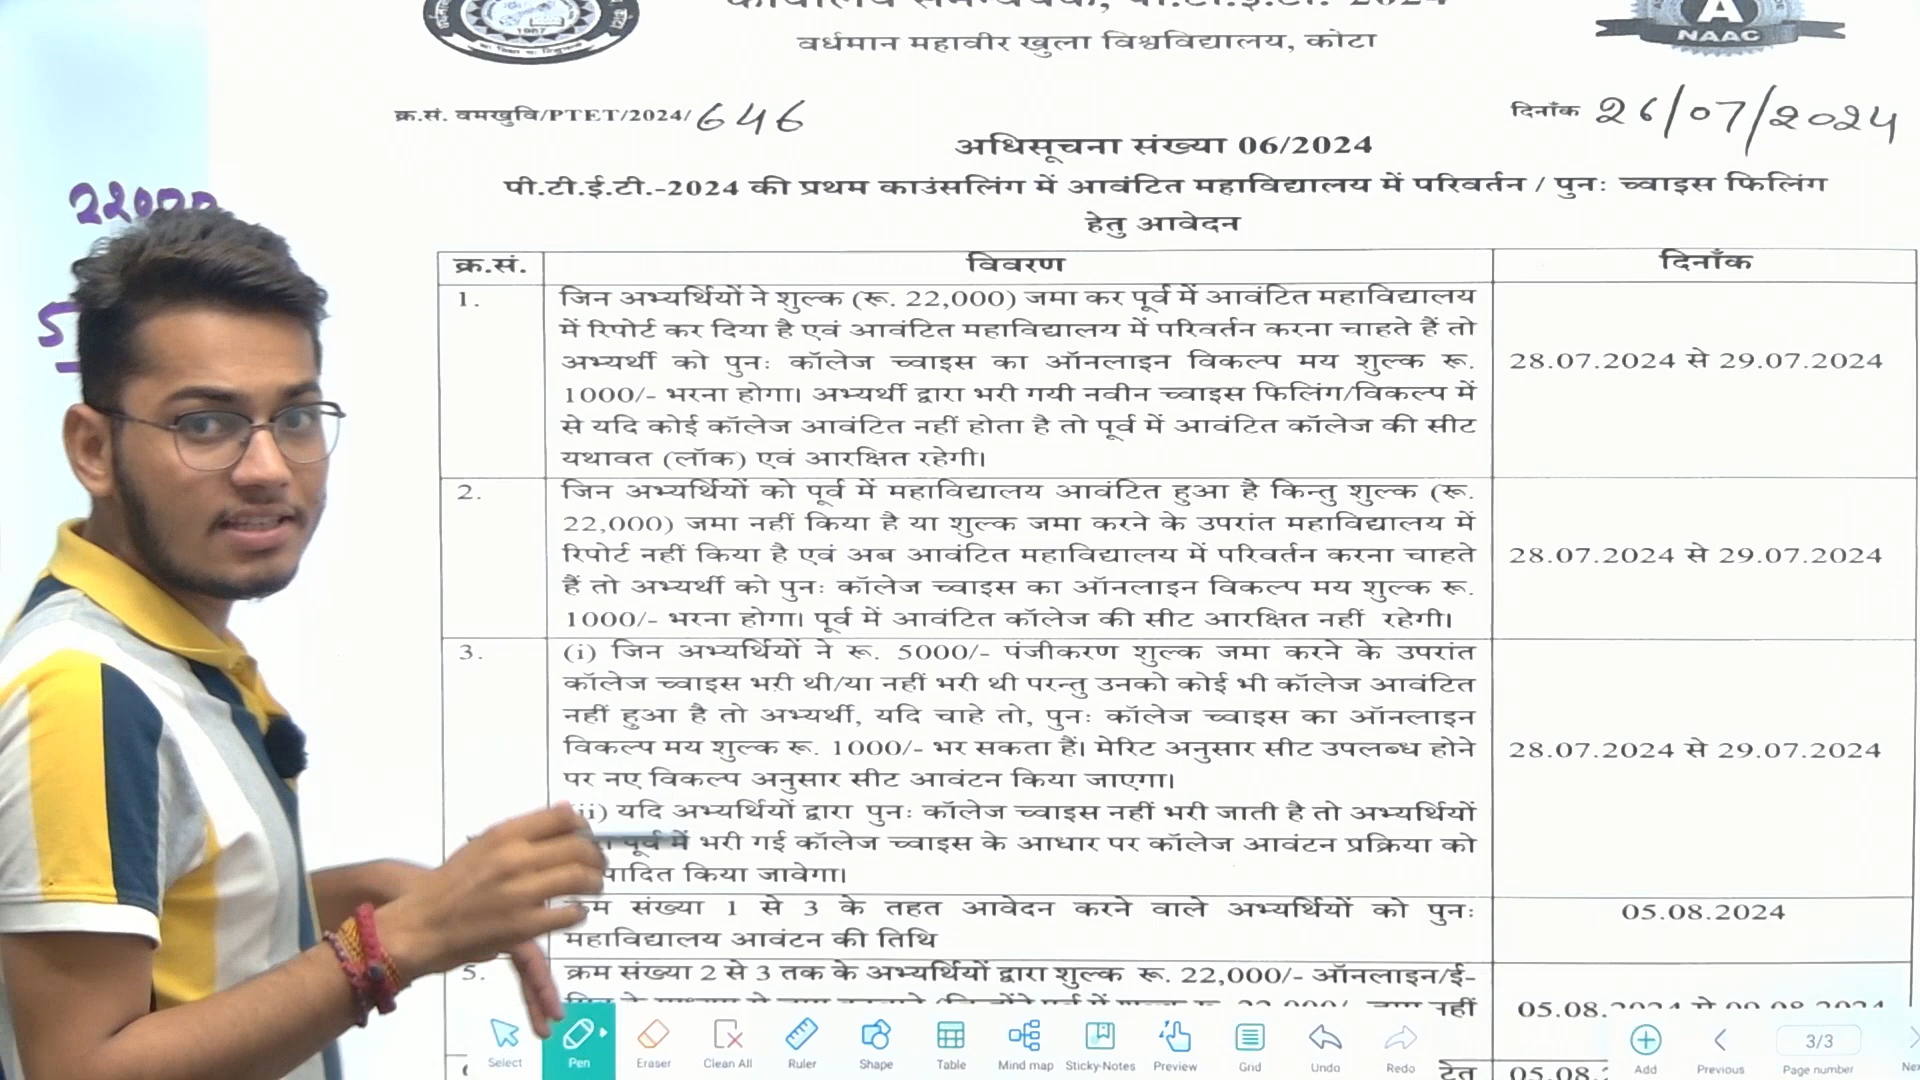 वर्धमान महावीर खुला विश्वविद्यालय, कोटा
NAAC
A
1987
क्र.सं. वमखुवि/PTET/2024/646
दिनाँक 26/07/2024
अधिसूचना संख्या 06/2024
पी.टी.ई.टी.-2024 की प्रथम काउंसलिंग में आवंटित महाविद्यालय में परिवर्तन / पुनः च्वाइस फिलिंग
हेतु आवेदन
22000
5
क्र.सं. विवरण दिनाँक
1. जिन अभ्यर्थियों ने शुल्क (रू. 22,000) जमा कर पूर्व में आवंटित महाविद्यालय
में रिपोर्ट कर दिया है एवं आवंटित महाविद्यालय में परिवर्तन करना चाहते हैं तो
अभ्यर्थी को पुनः कॉलेज च्वाइस का ऑनलाइन विकल्प मय शुल्क रू. 28.07.2024 से 29.07.2024
1000/- भरना होगा। अभ्यर्थी द्वारा भरी गयी नवीन च्वाइस फिलिंग/विकल्प में
से यदि कोई कॉलेज आवंटित नहीं होता है तो पूर्व में आवंटित कॉलेज की सीट
यथावत (लॉक) एवं आरक्षित रहेगी।
2. जिन अभ्यर्थियों को पूर्व में महाविद्यालय आवंटित हुआ है किन्तु शुल्क (रू.
22,000) जमा नहीं किया है या शुल्क जमा करने के उपरांत महाविद्यालय में
रिपोर्ट नहीं किया है एवं अब आवंटित महाविद्यालय में परिवर्तन करना चाहते 28.07.2024 से 29.07.2024
हैं तो अभ्यर्थी को पुनः कॉलेज च्वाइस का ऑनलाइन विकल्प मय शुल्क रू.
1000/- भरना होगा। पूर्व में आवंटित कॉलेज की सीट आरक्षित नहीं रहेगी।
3. (i) जिन अभ्यर्थियों ने रू. 5000/- पंजीकरण शुल्क जमा करने के उपरांत
कॉलेज च्वाइस भरी थी/या नहीं भरी थी परन्तु उनको कोई भी कॉलेज आवंटित
नहीं हुआ है तो अभ्यर्थी, यदि चाहे तो, पुनः कॉलेज च्वाइस का ऑनलाइन
विकल्प मय शुल्क रू. 1000/- भर सकता हैं। मेरिट अनुसार सीट उपलब्ध होने 28.07.2024 से 29.07.2024
पर नए विकल्प अनुसार सीट आवंटन किया जाएगा।
ii) यदि अभ्यर्थियों द्वारा पुनः कॉलेज च्वाइस नहीं भरी जाती है तो अभ्यर्थियों
पूर्व में भरी गई कॉलेज च्वाइस के आधार पर कॉलेज आवंटन प्रक्रिया को
पादित किया जावेगा।
संख्या 1 से 3 के तहत आवेदन करने वाले अभ्यर्थियों को पुनः 05.08.2024
महाविद्यालय आवंटन की तिथि
5. क्रम संख्या 2 से 3 तक के अभ्यर्थियों द्वारा शुल्क रू. 22,000/- ऑनलाइन/ई-
नहीं 05.08.
05.08.
Select Pen Eraser Clean All Ruler Shape Table Mind map Sticky-Notes Preview Grid Undo Redo Add Previous Page number
3/3